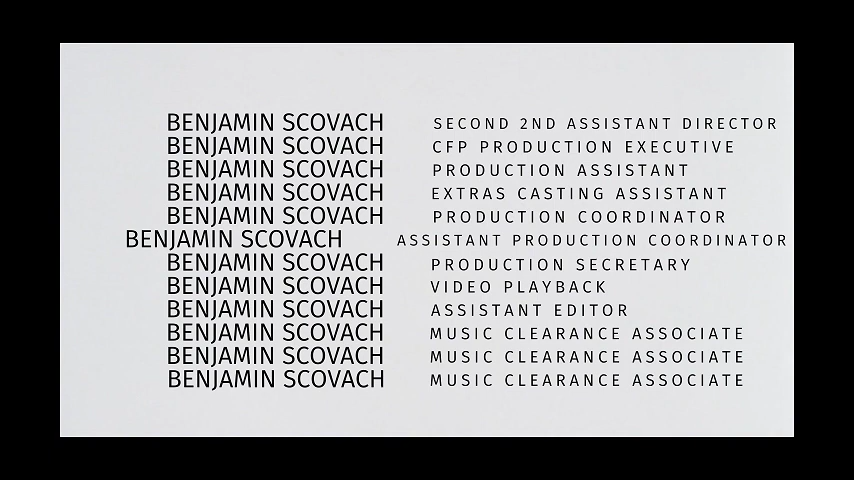 BENJAMIN SCOVACH SECOND 2ND ASSISTANT DIRECTOR
BENJAMIN SCOVACH CFP PRODUCTION EXECUTIVE
BENJAMIN SCOVACH PRODUCTION ASSISTANT
BENJAMIN SCOVACH EXTRAS CASTING ASSISTANT
BENJAMIN SCOVACH PRODUCTION COORDINATOR
BENJAMIN SCOVACH ASSISTANT PRODUCTION COORDINATOR
BENJAMIN SCOVACH PRODUCTION SECRETARY
BENJAMIN SCOVACH VIDEO PLAYBACK
BENJAMIN SCOVACH ASSISTANT EDITOR
BENJAMIN SCOVACH MUSIC CLEARANCE ASSOCIATE
BENJAMIN SCOVACH MUSIC CLEARANCE ASSOCIATE
BENJAMIN SCOVACH MUSIC CLEARANCE ASSOCIATE